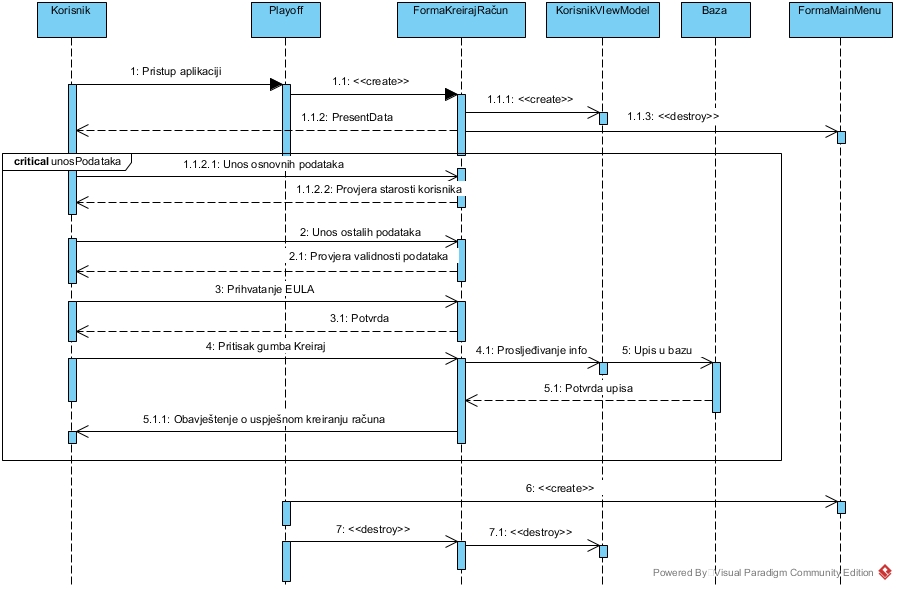 Korisnik
Playoff
FormaKreirajRačun
KorisnikVIewModel
Baza
FormaMainMenu
1: Pristup aplikaciji
1.1: <<create>>
1.1.1: <<create>>
1.1.2: PresentData
1.1.3: <<destroy>>
critical unosPodataka
1.1.2.1: Unos osnovnih podataka
1.1.2.2: Provjera starosti korisnika
2: Unos ostalih podataka
2.1: Provjera validnosti podataka
3: Prihvatanje EULA
3.1: Potvrda
4: Pritisak gumba Kreiraj
4.1: Prosljeđivanje info
5: Upis u bazu
5.1: Potvrda upisa
5.1.1: Obavještenje o uspješnom kreiranju računa
6: <<create>>
7: <<destroy>>
7.1: <<destroy>>
Powered By Visual Paradigm Community Edition